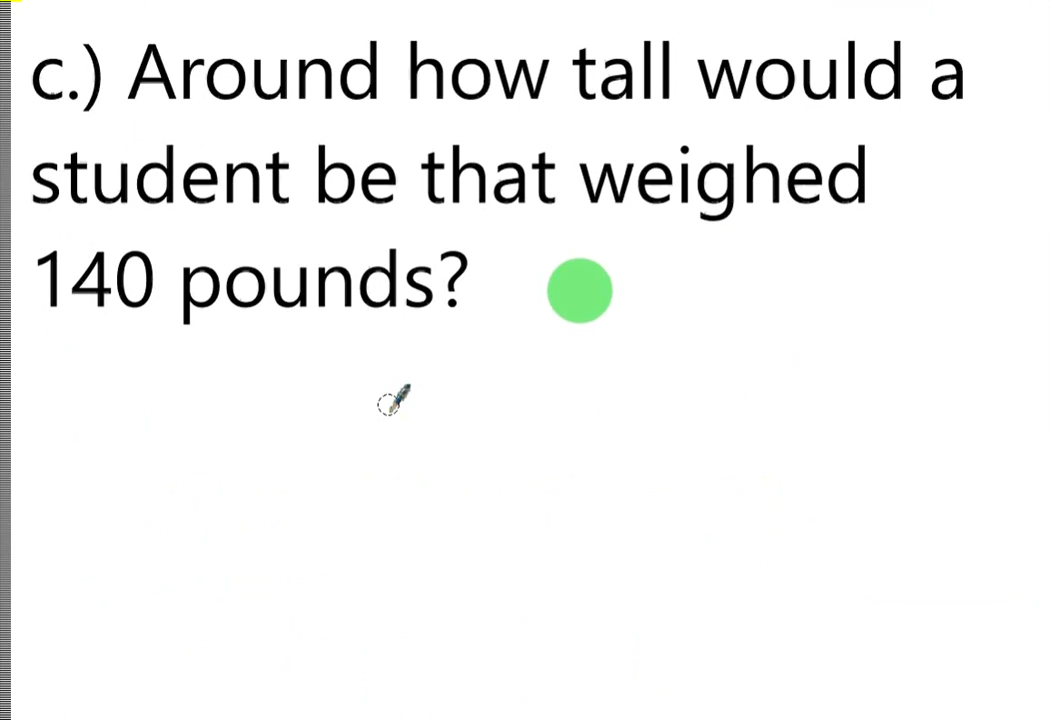 c.) Around how tall would a
student be that weighed
140 pounds?